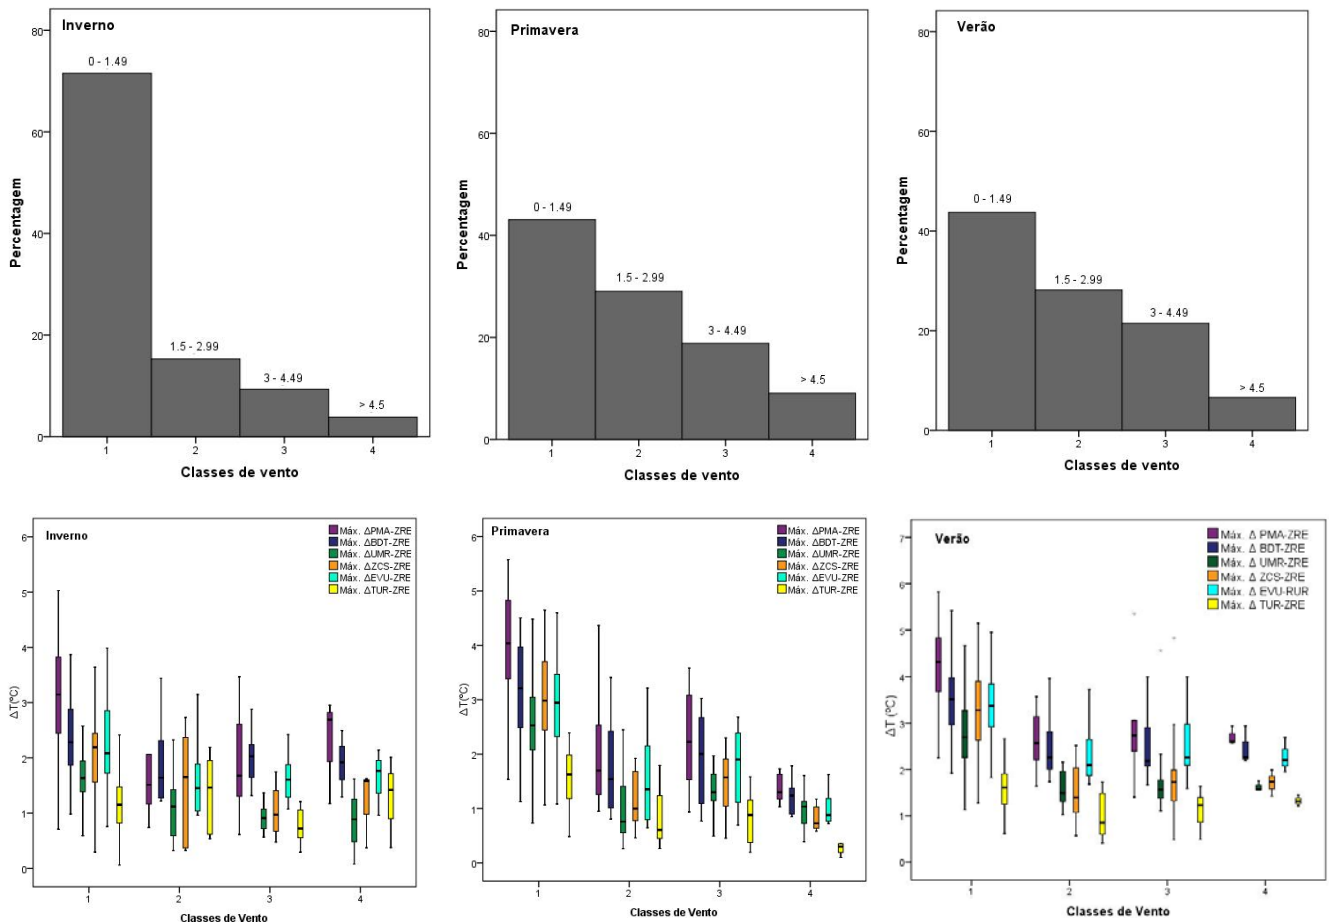 Inverno
80
60
40
20
0
Percentagem
0 - 1.49
1.5 - 2.99
3 - 4.49
> 4.5
1 2 3 4
Classes de vento
Primavera
80
60
40
20
0
Percentagem
0 - 1.49
1.5 - 2.99
3 - 4.49
> 4.5
1 2 3 4
Classes de vento
Verão
80
60
40
20
0
Percentagem
0 - 1.49
1.5 - 2.99
3 - 4.49
> 4.5
1 2 3 4
Classes de vento
Inverno
Máx. ΔPMA-ZRE
Máx. ΔBDT-ZRE
Máx. ΔUMR-ZRE
Máx. ΔZCS-ZRE
Máx. ΔEVU-ZRE
Máx. ΔTUR-ZRE
6
5
4
3
2
1
0
ΔT(ºC)
1 2 3 4
Classes de Vento
Primavera
Máx. ΔPMA-ZRE
Máx. ΔBDT-ZRE
Máx. ΔUMR-ZRE
Máx. ΔZCS-ZRE
Máx. ΔEVU-ZRE
Máx. ΔTUR-ZRE
6
5
4
3
2
1
0
ΔT(ºC)
1 2 3 4
Classes de Vento
Verão
Máx. Δ PMA-ZRE
Máx. Δ BDT-ZRE
Máx. Δ UMR-ZRE
Máx. Δ ZCS-ZRE
Máx. Δ EVU-RUR
Máx. Δ TUR-ZRE
7
6
5
4
3
2
1
0
ΔT (ºC)
1 2 3 4
Classes de Vento